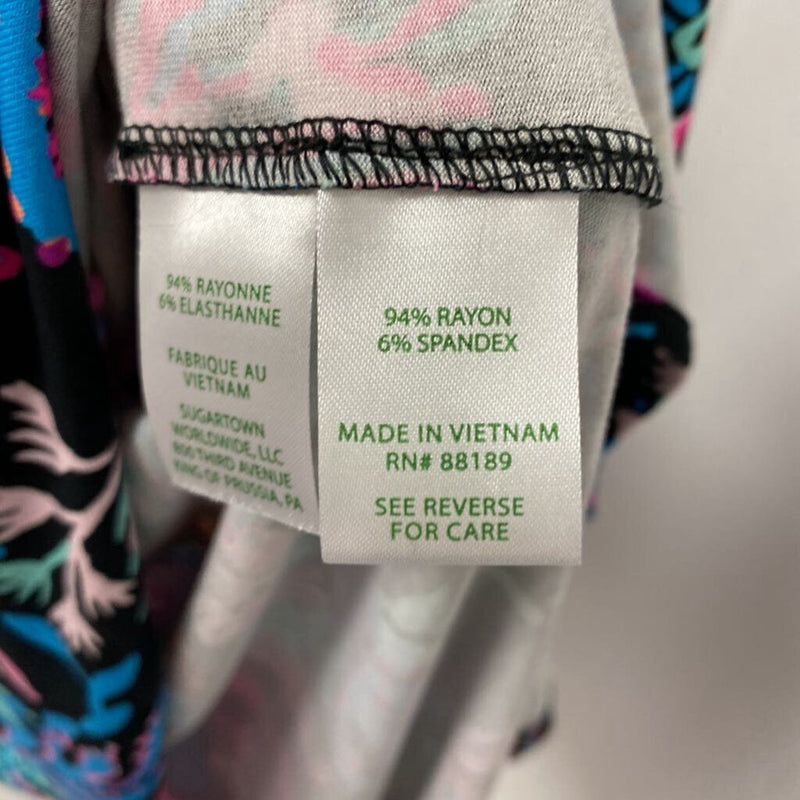 94% RAYONNE
6% ELASTHANNE
FABRIQUE AU
VIETNAM
SUGARTOWN
WORLDWIDE, LLC
800 THIRD AVENUE
KING OF PRUSSIA, PA
94% RAYON
6% SPANDEX
MADE IN VIETNAM
RN# 88189
SEE REVERSE
FOR CARE